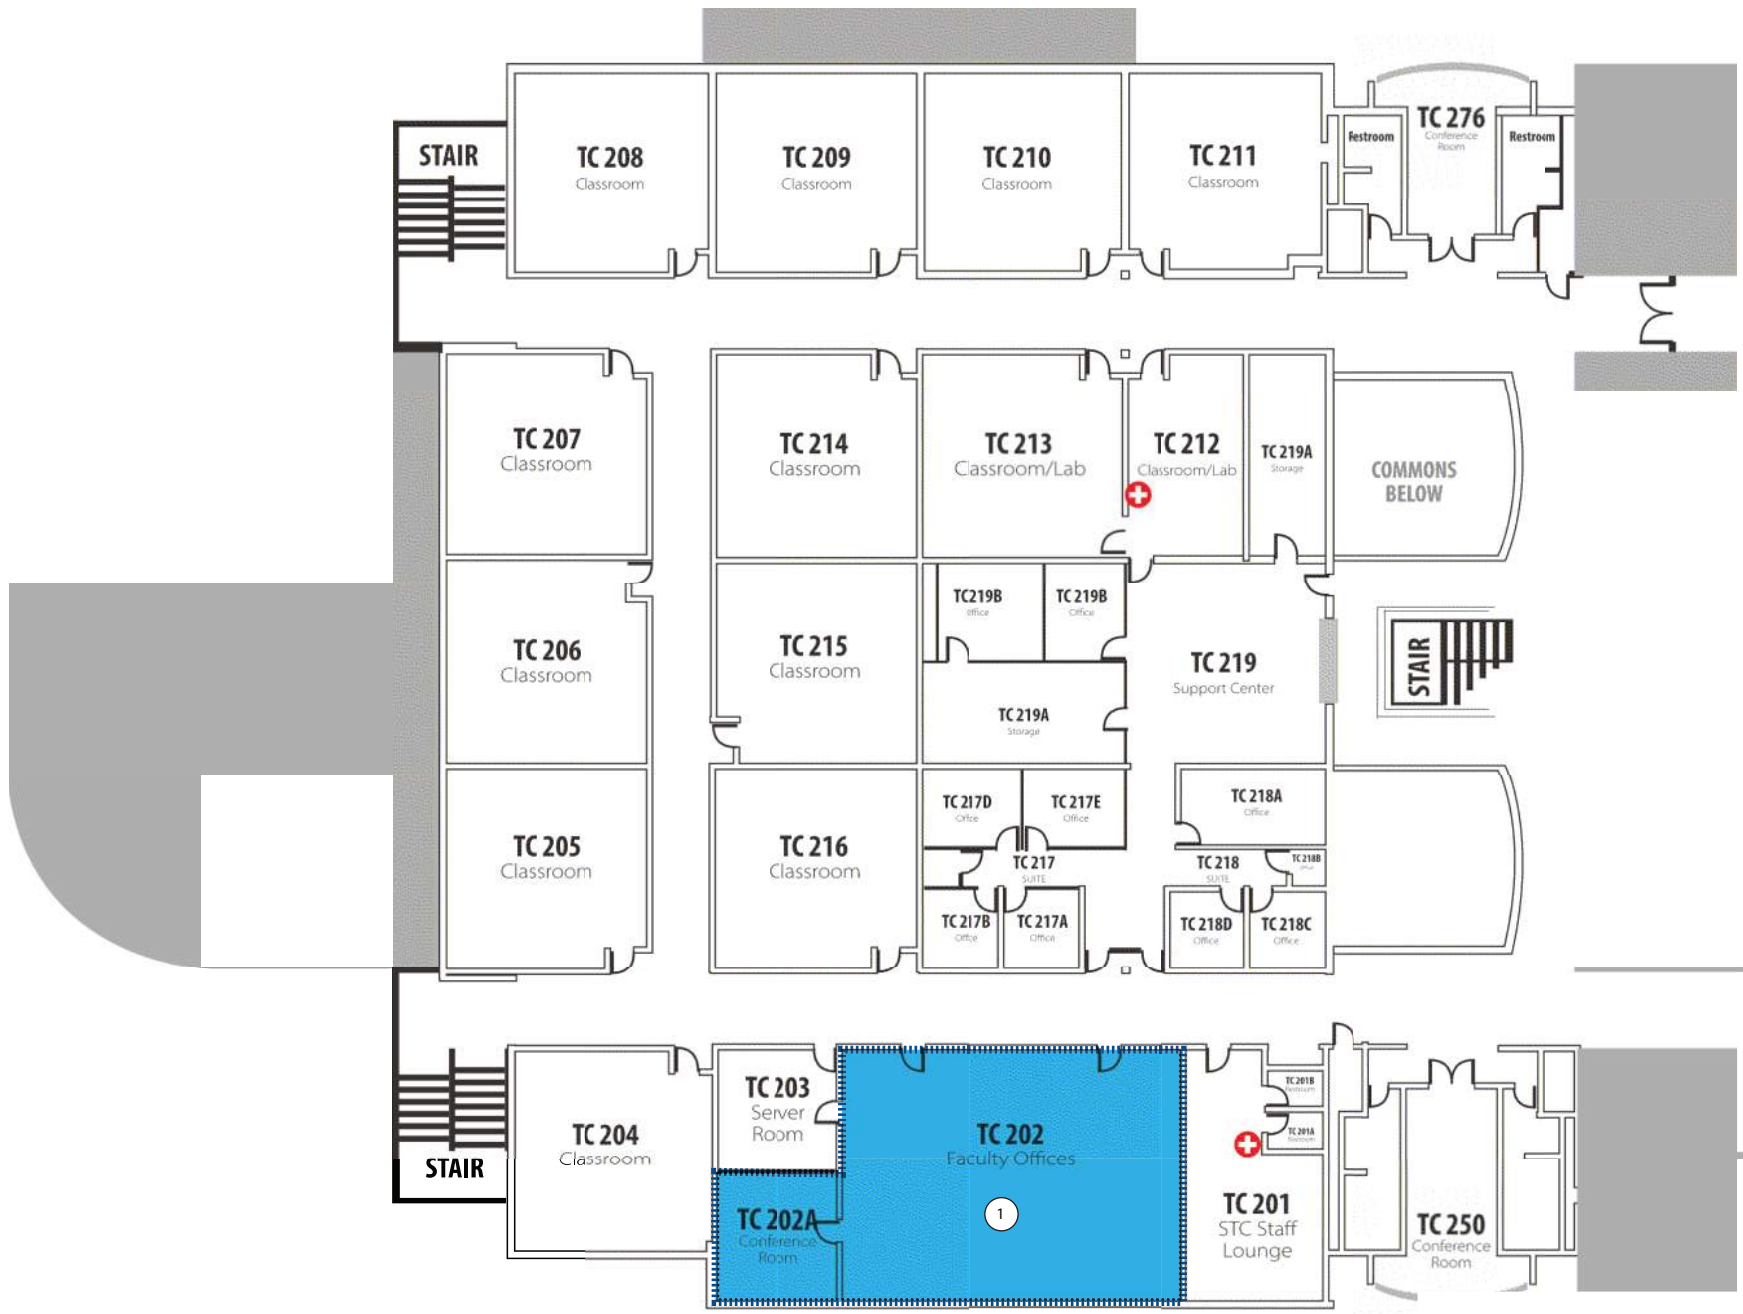 STAIR
TC 208
Classroom
TC 209
Classroom
TC 210
Classroom
TC 211
Classroom
Restroom
TC 276
Conference
Room
Restroom
TC 207
Classroom
TC 214
Classroom
TC 213
Classroom/Lab
TC 212
Classroom/Lab
TC 219A
Storage
COMMONS
BELOW
TC 206
Classroom
TC 215
Classroom
TC219B
Office
TC219B
Office
TC 219
Support Center
STAIR
TC 219A
Storage
TC 205
Classroom
TC 216
Classroom
TC 217D
Office
TC 217E
Office
TC 218A
Office
TC 217
SUITE
TC 218
SUITE
TC 218B
TC 217B
Office
TC 217A
Office
TC 218D
Office
TC 218C
Office
TC 204
Classroom
TC 203
Server
Room
TC 202
Faculty Offices
TC 201B
Restroom
TC 201A
Restroom
STAIR
TC 202A
Conference
Room
1
TC 201
STC Staff
Lounge
TC 250
Conference
Room